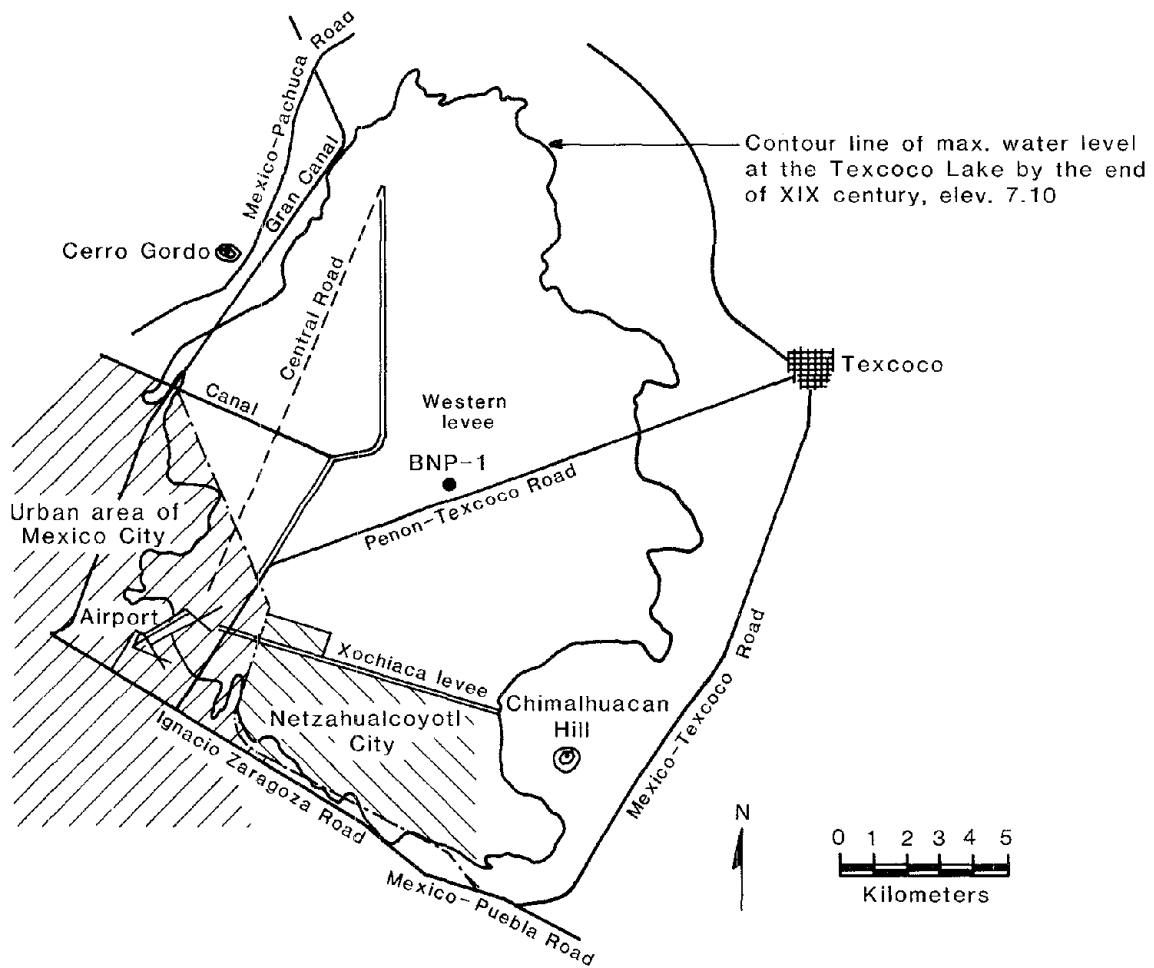 Mexico-Pachuca Road
Gran Canal
Contour line of max. water level
at the Texcoco Lake by the end
of XIX century, elev. 7.10
Cerro Gordo
Central Road
Texcoco
Canal
Western
levee
BNP-1
Penon-Texcoco Road
Urban area of
Mexico City
Airport
Xochiaca levee
Chimalhuacan
Hill
Netzahualcoyotl
City
Ignacio Zaragoza Road
Mexico-Texcoco Road
Mexico-Puebla Road
N
0 1 2 3 4 5
Kilometers